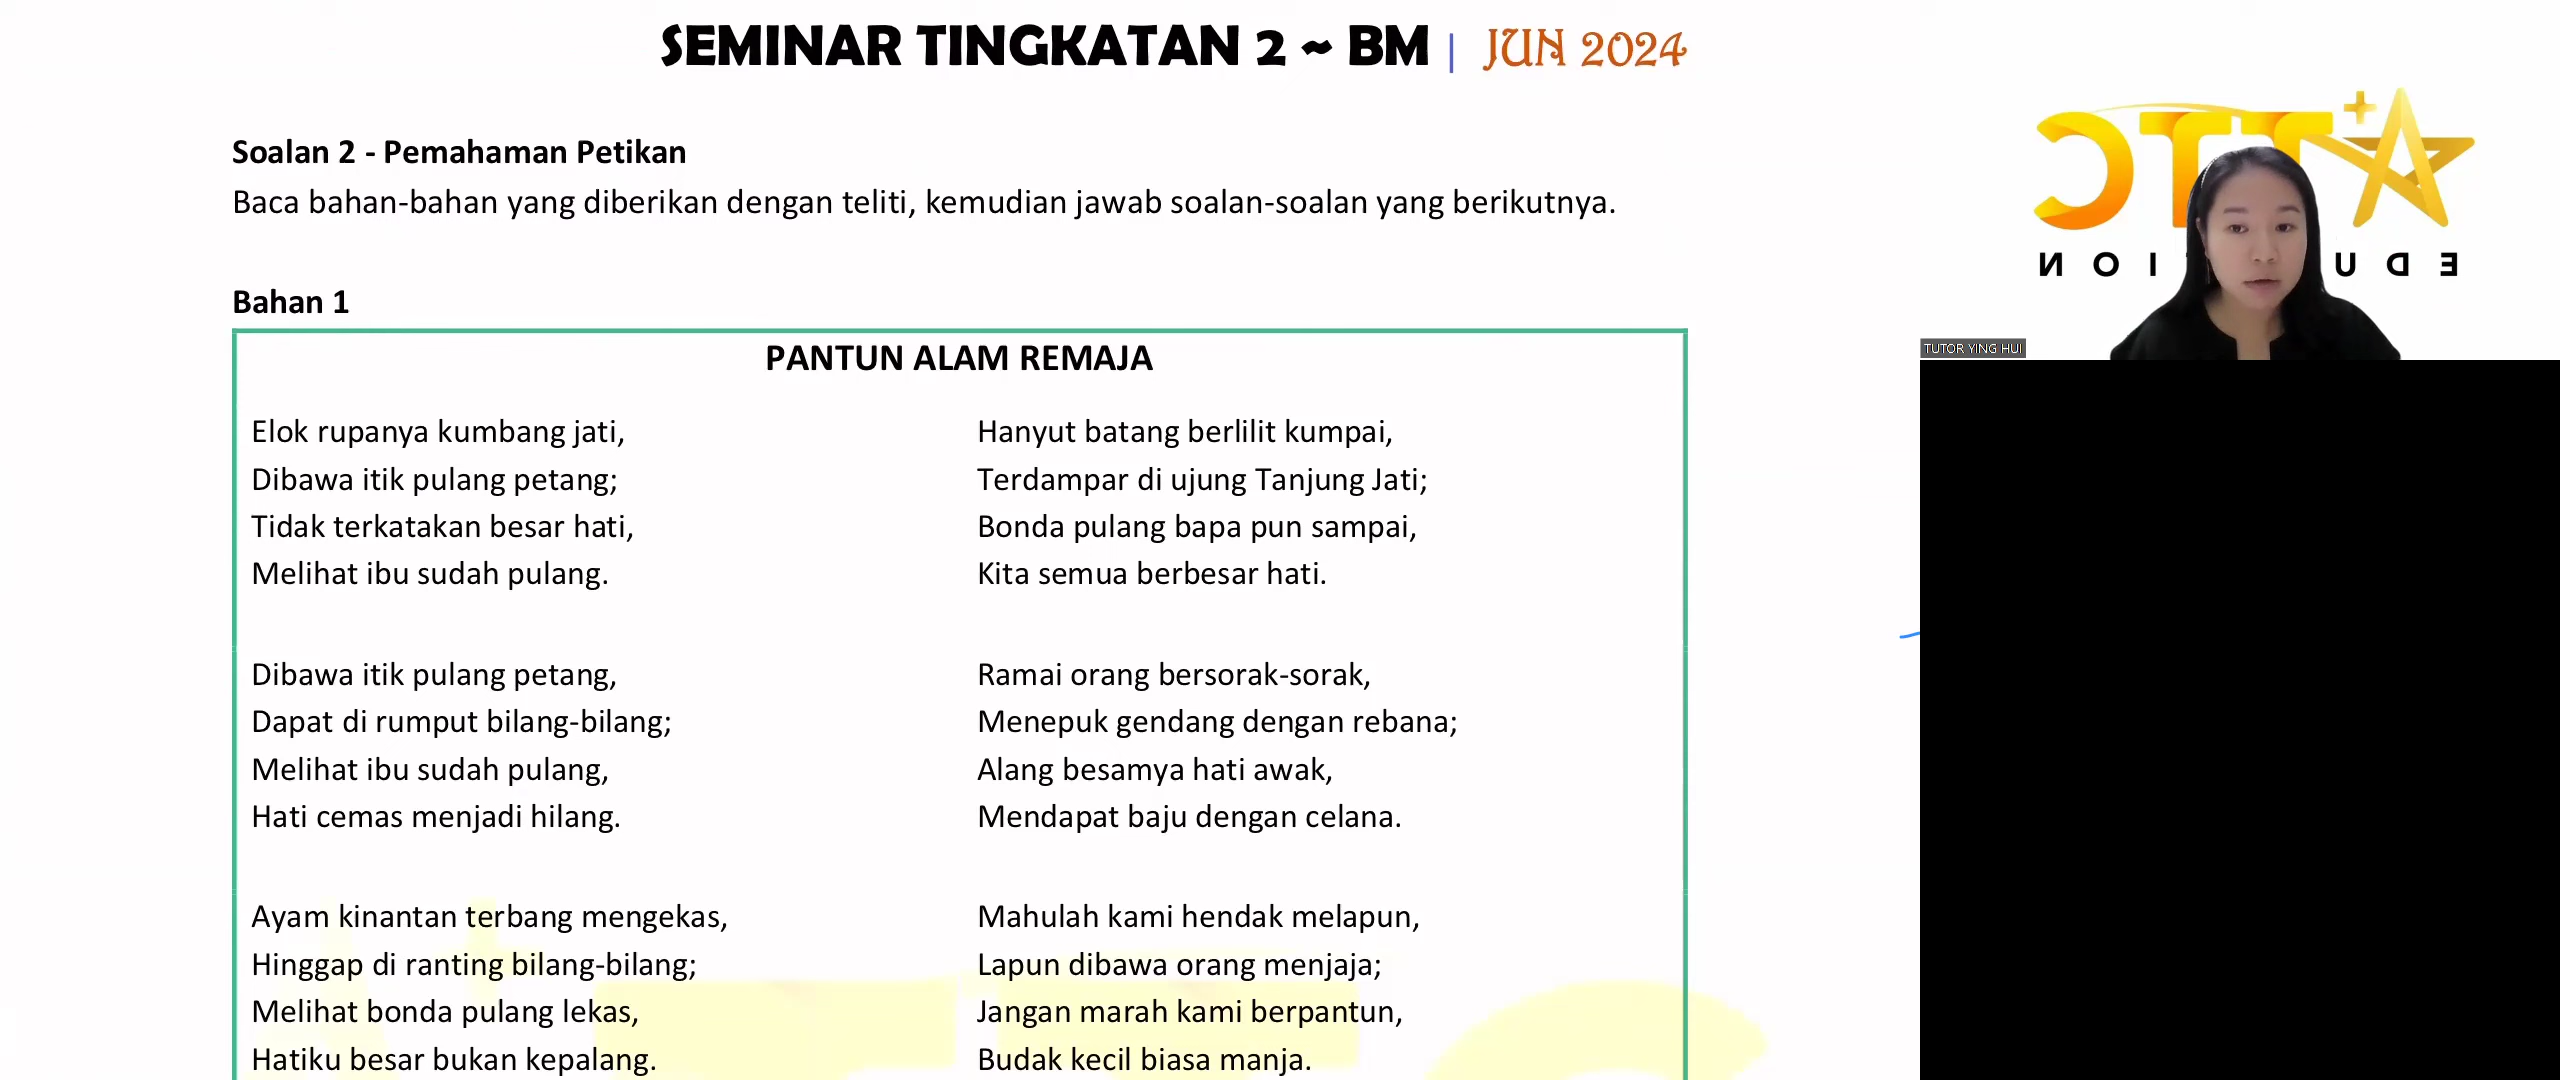 SEMINAR TINGKATAN 2 ~ BM | JUN 2024
Soalan 2 - Pemahaman Petikan
Baca bahan-bahan yang diberikan dengan teliti, kemudian jawab soalan-soalan yang berikutnya.
Bahan 1
PANTUN ALAM REMAJA
Elok rupanya kumbang jati,
Dibawa itik pulang petang;
Tidak terkatakan besar hati,
Melihat ibu sudah pulang.
Dibawa itik pulang petang,
Dapat di rumput bilang-bilang;
Melihat ibu sudah pulang,
Hati cemas menjadi hilang.
Ayam kinantan terbang mengekas,
Hinggap di ranting bilang-bilang;
Melihat bonda pulang lekas,
Hatiku besar bukan kepalang.
Hanyut batang berlilit kumpai,
Terdampar di ujung Tanjung Jati;
Bonda pulang bapa pun sampai,
Kita semua berbesar hati.
Ramai orang bersorak-sorak,
Menepuk gendang dengan rebana;
Alang besamya hati awak,
Mendapat baju dengan celana.
Mahulah kami hendak melapun,
Lapun dibawa orang menjaja;
Jangan marah kami berpantun,
Budak kecil biasa manja.
TUTOR YING HUI